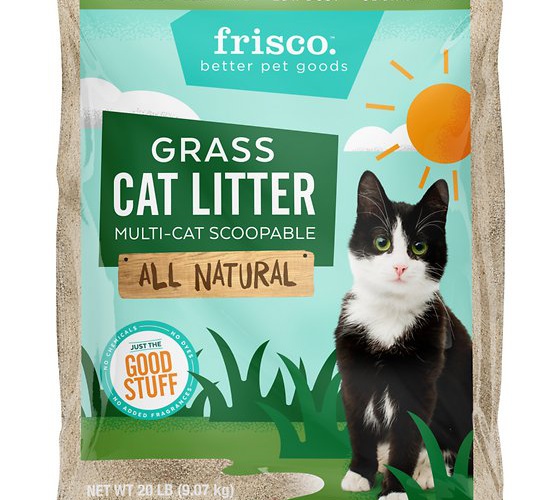 frisco.™
better pet goods
GRASS
CAT LITTER
MULTI-CAT SCOOPABLE
ALL NATURAL
NO CHEMICALS
NO DYES
JUST THE
GOOD
STUFF
NO ADDED FRAGRANCES
NET WT 20 LB (9.07 kg)